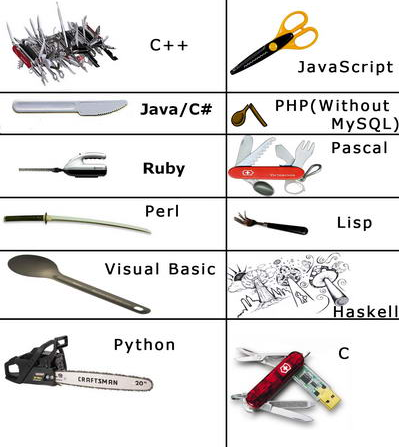 C++
JavaScript
Java/C#
PHP(Without
MySQL)
Ruby
Pascal
Perl
Lisp
Visual Basic
Haskell
Python
CRAFTSMAN 20"
C